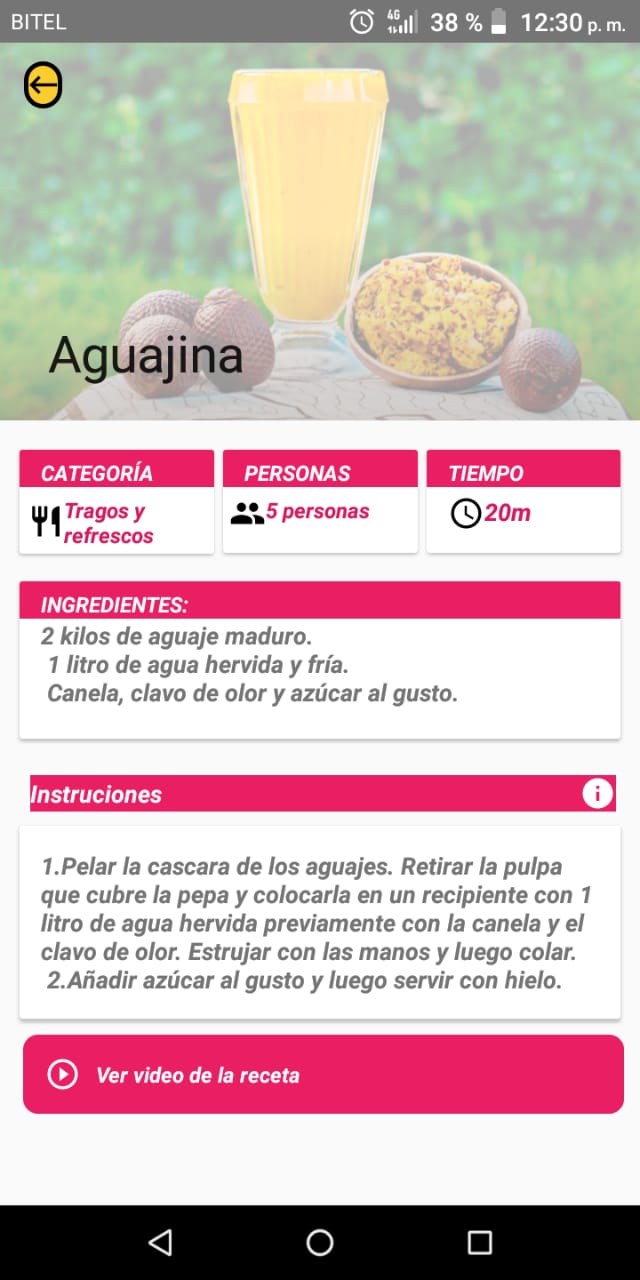 BITEL
4G
38 %
12:30 p. m.
Aguajina
CATEGORÍA
Tragos y
refrescos
PERSONAS
5 personas
TIEMPO
20m
INGREDIENTES:
2 kilos de aguaje maduro.
1 litro de agua hervida y fría.
Canela, clavo de olor y azúcar al gusto.
Instruciones
1.Pelar la cascara de los aguajes. Retirar la pulpa
que cubre la pepa y colocarla en un recipiente con 1
litro de agua hervida previamente con la canela y el
clavo de olor. Estrujar con las manos y luego colar.
2.Añadir azúcar al gusto y luego servir con hielo.
Ver video de la receta